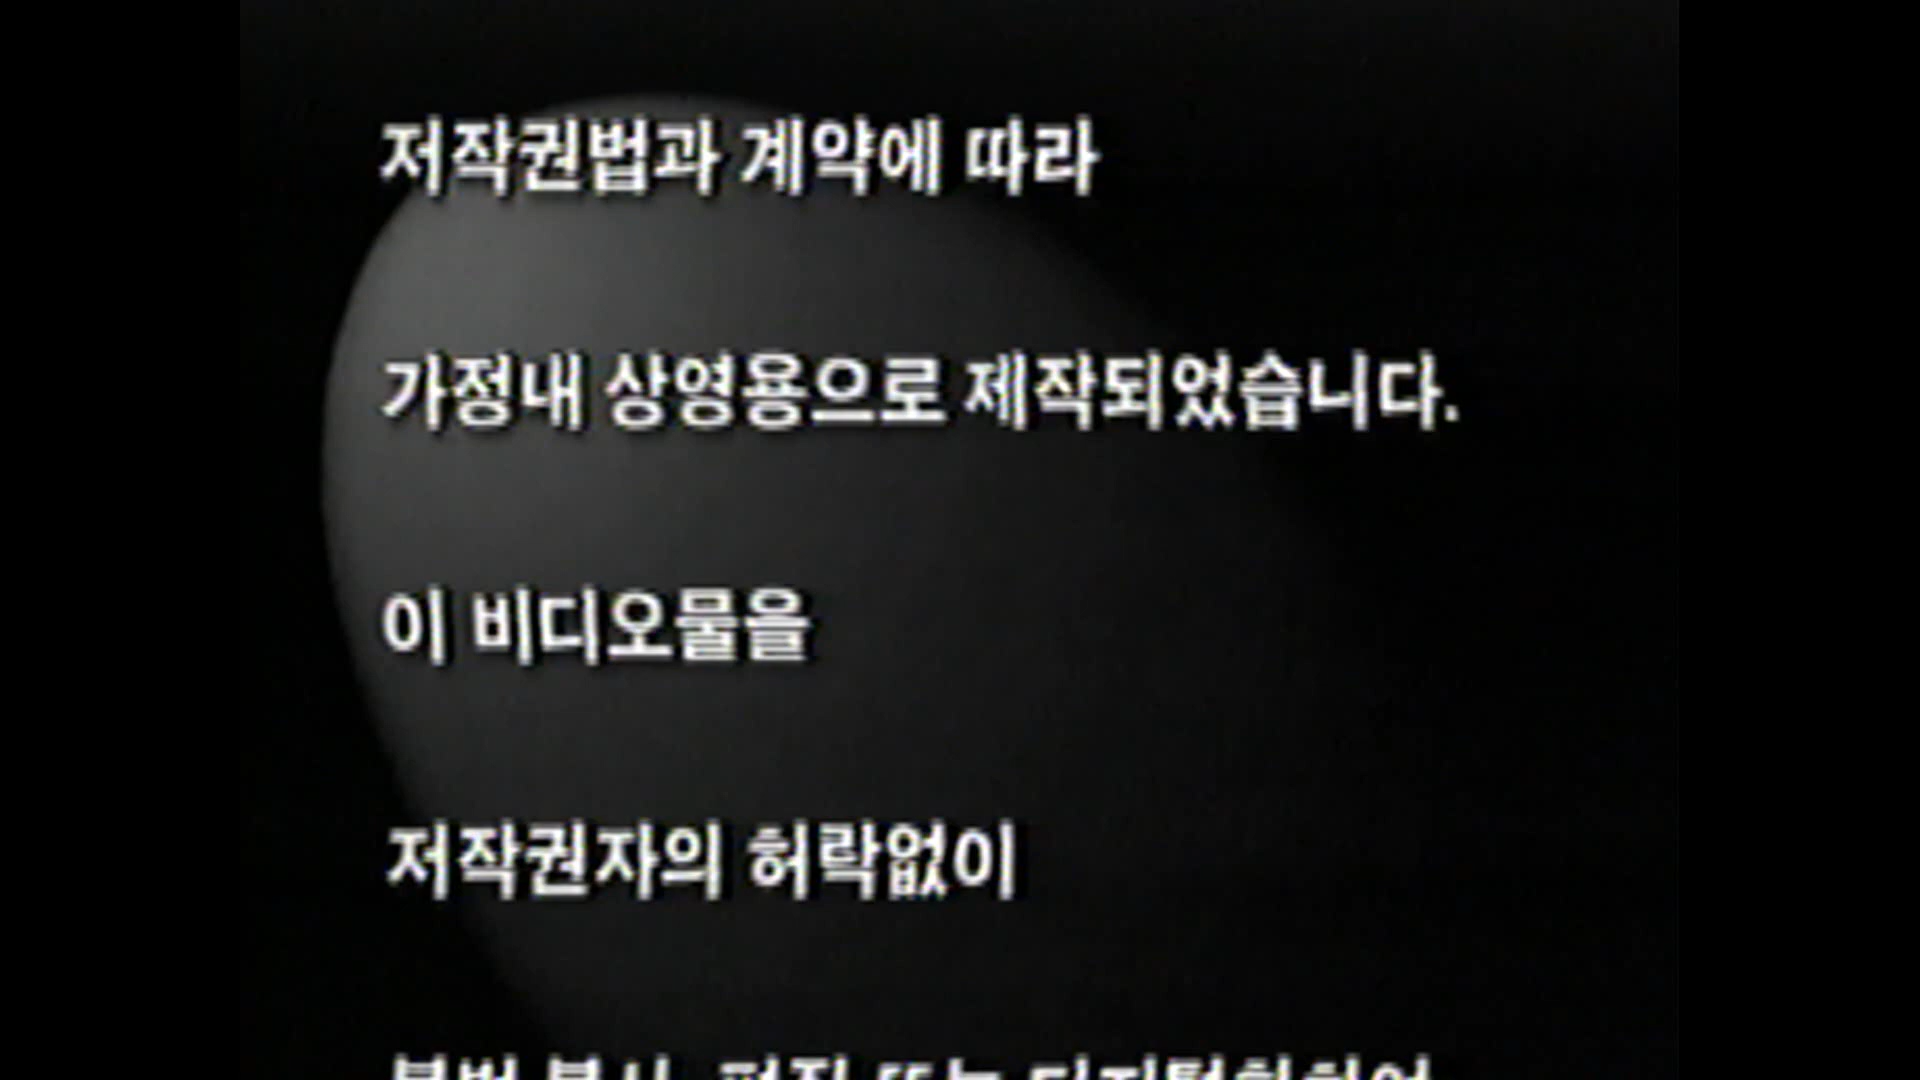 저작권법과 계약에 따라
가정내 상영용으로 제작되었습니다.
이 비디오물을
저작권자의 허락없이